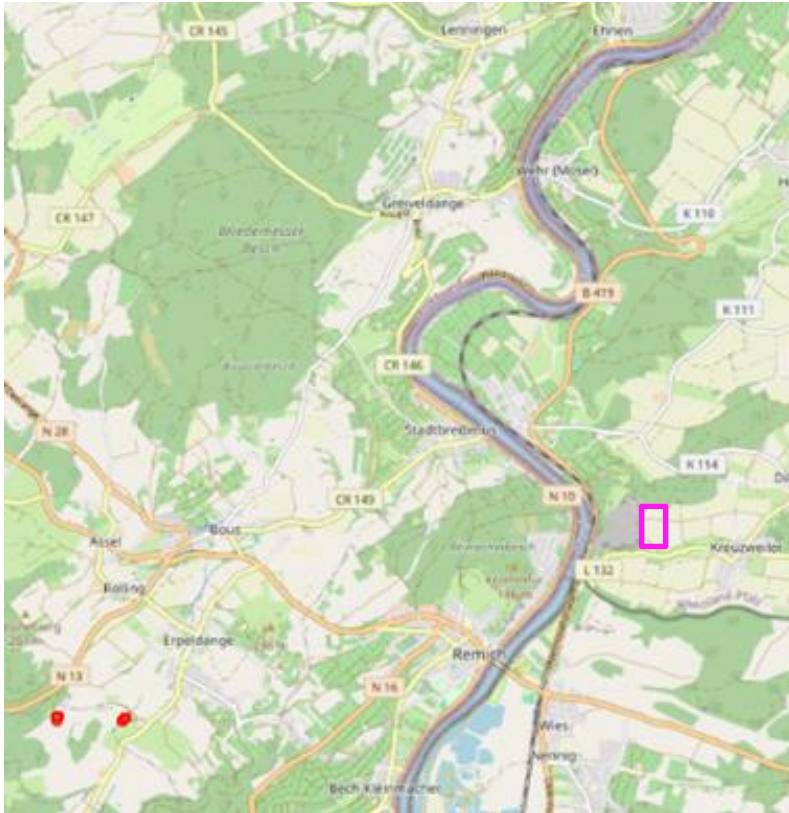 CR 145
Lenningen
Ehnen
Wehr (Mosel)
Greiveldange
K 110
CR 147
B 419
K 111
CR 146
Stadtbredimus
N 28
K 114
CR 149
N 10
Bous
Assel
Kreuzweiler
L 132
Rolling
Erpeldange
Remich
N 13
N 16
Wies
Nennig
Bech-Kleinmacher